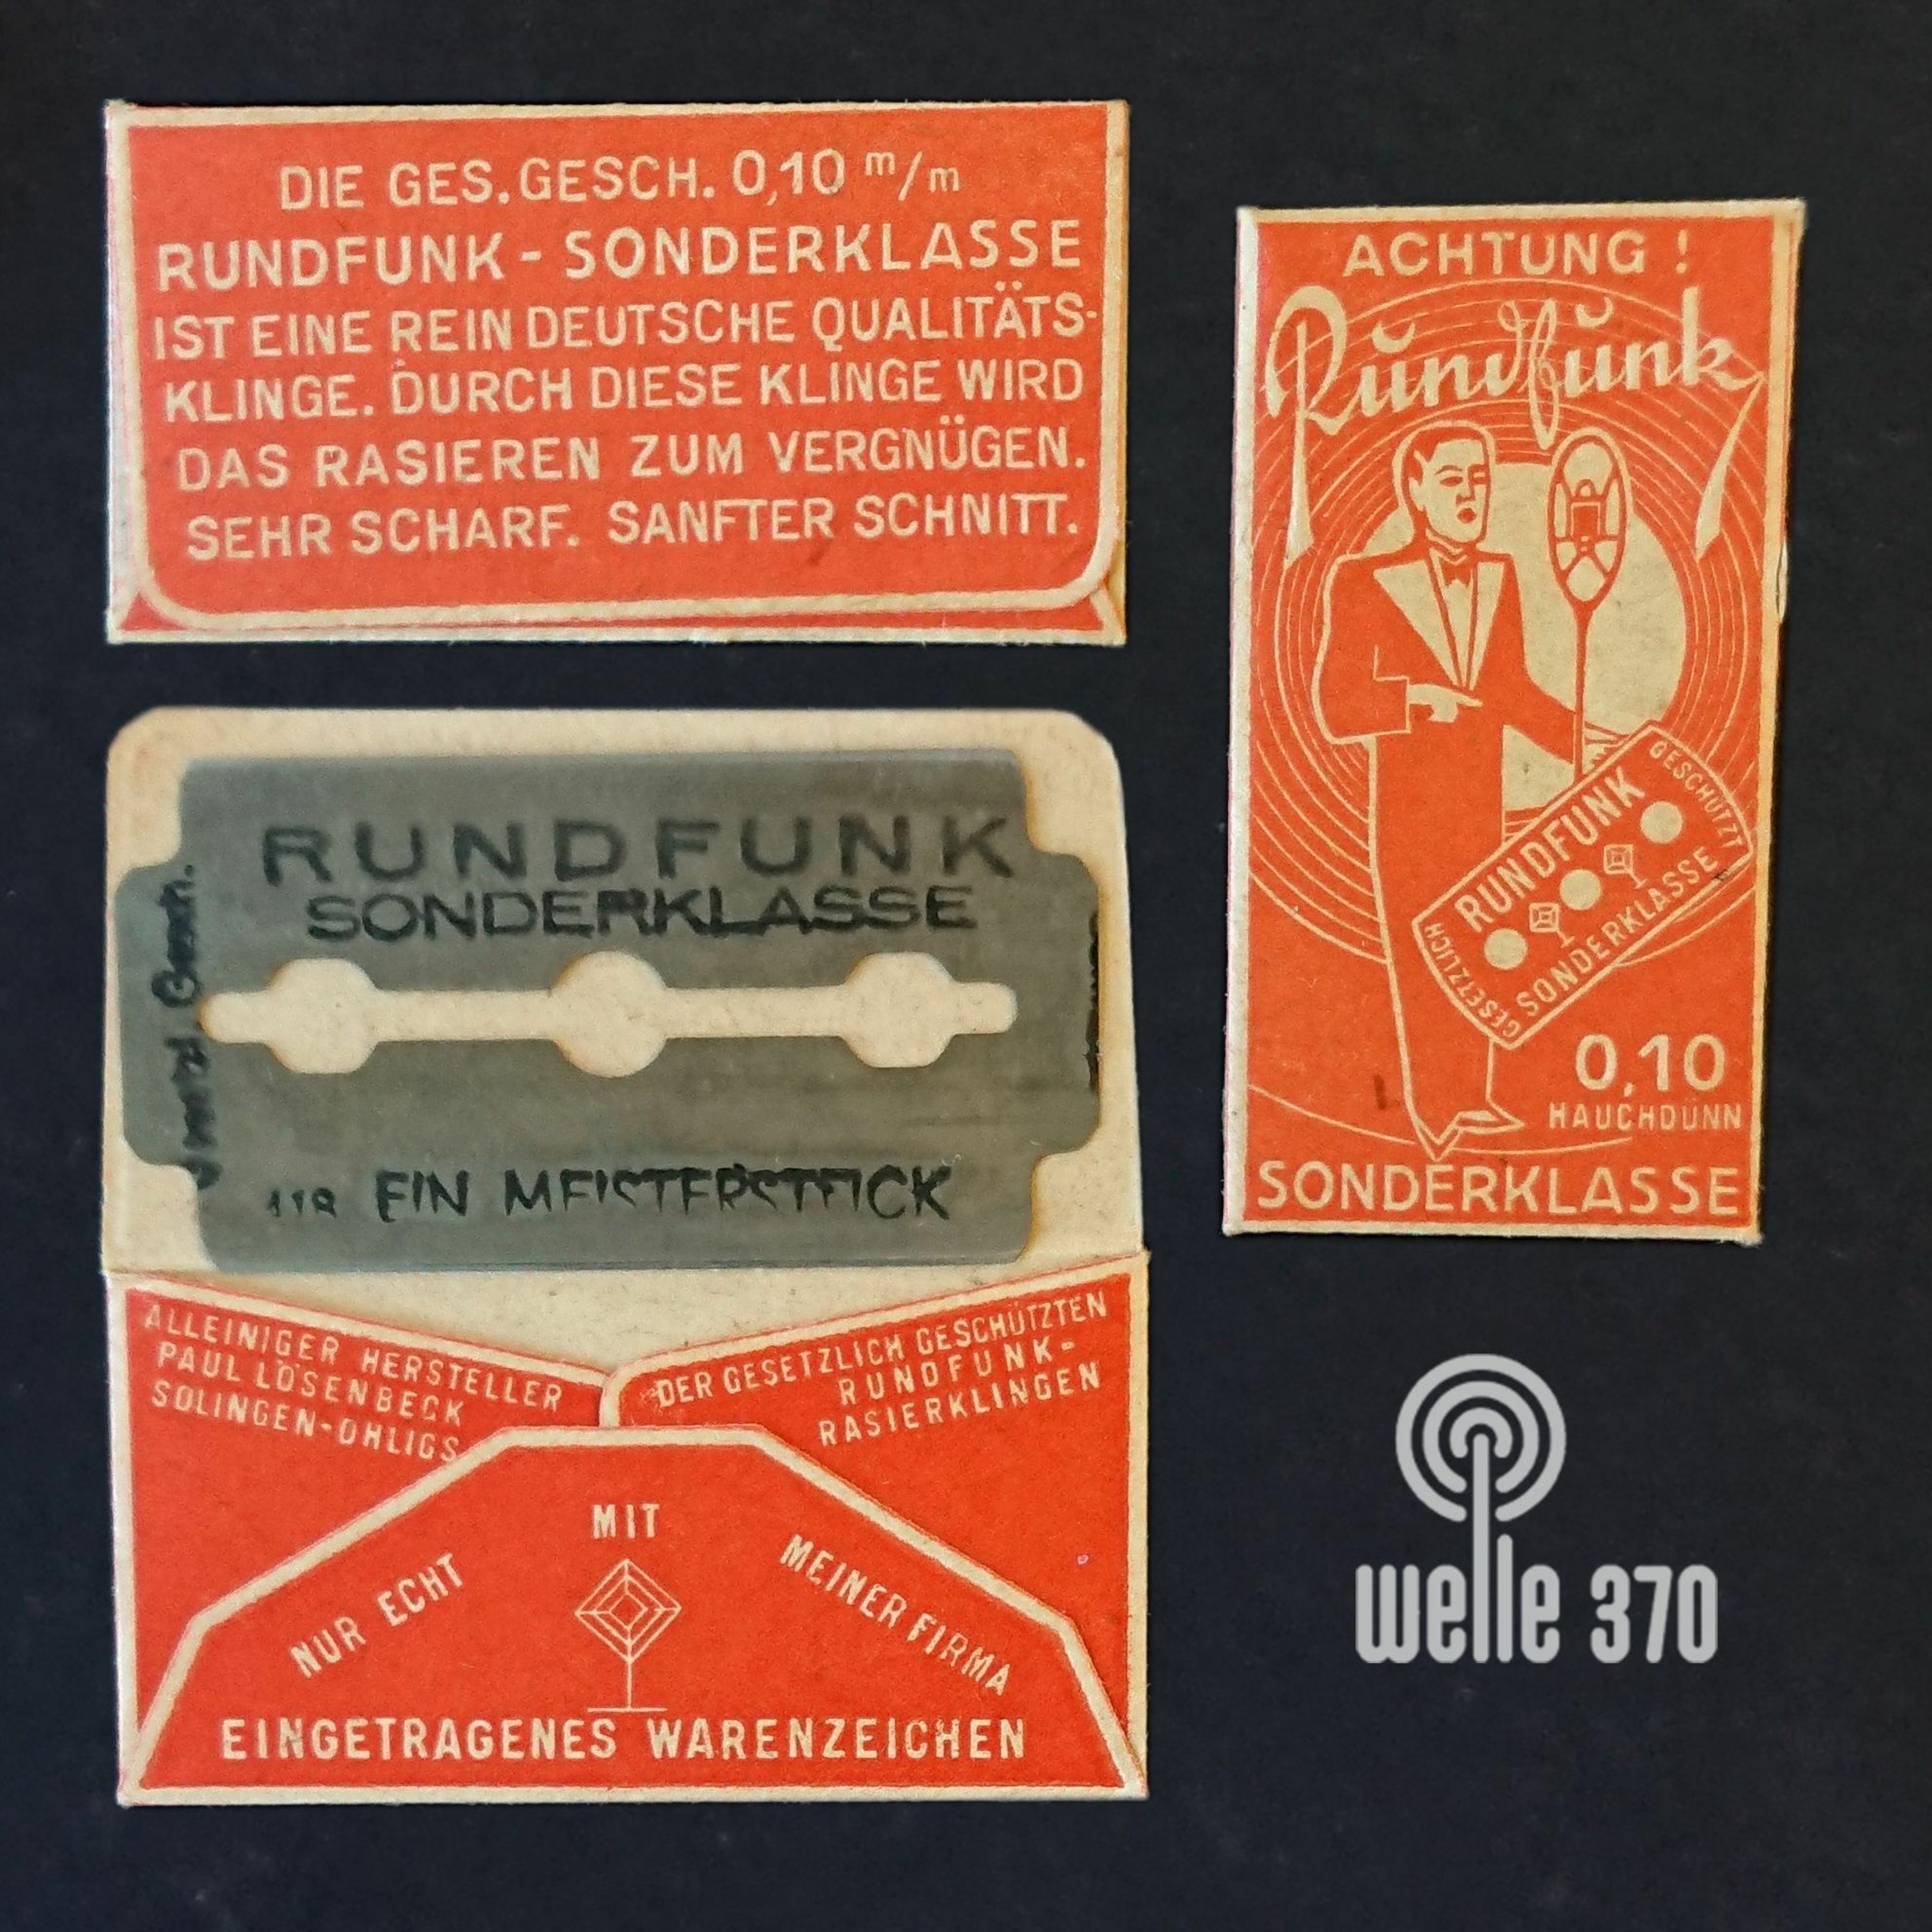 DIE GES. GESCH. 0,10 m/m
RUNDFUNK - SONDERKLASSE
IST EINE REIN DEUTSCHE QUALITÄTS-
KLINGE. DURCH DIESE KLINGE WIRD
DAS RASIEREN ZUM VERGNÜGEN.
SEHR SCHARF. SANFTER SCHNITT.
ACHTUNG !
Rundfunk
RUNDFUNK
SONDERKLASSE
GESETZLICH
GESCHÜTZT
0,10
HAUCHDÜNN
SONDERKLASSE
RUNDFUNK
SONDERKLASSE
Gesch.
EIN MEISTERSTÜCK
ALLEINIGER HERSTELLER
PAUL LÖSENBECK
SOLINGEN-OHLIGS
DER GESETZLICH GESCHÜTZTEN
RUNDFUNK-
RASIERKLINGEN
NUR ECHT MIT MEINER FIRMA
EINGETRAGENES WARENZEICHEN
welle 370